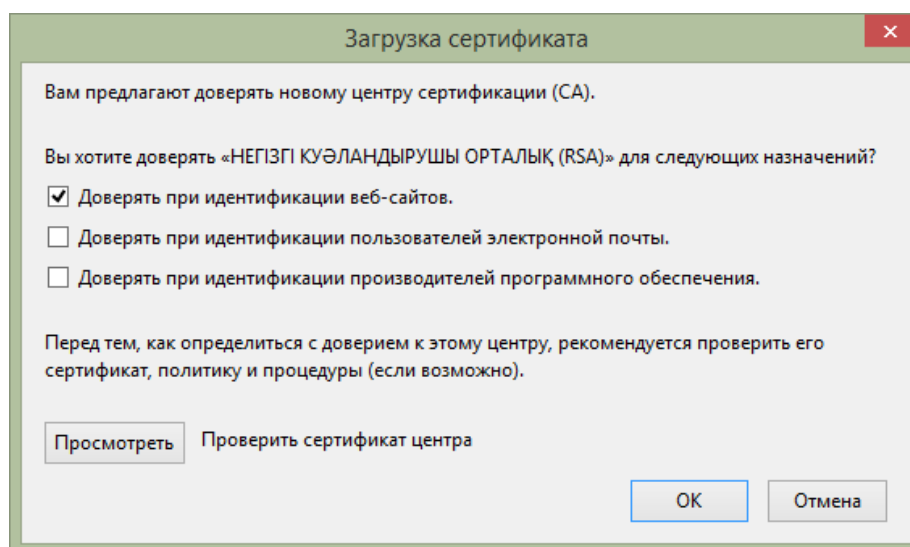 Загрузка сертификата
Вам предлагают доверять новому центру сертификации (CA).
Вы хотите доверять «НЕГІЗГІ КУӘЛАНДЫРУШЫ ОРТАЛЫҚ (RSA)» для следующих назначений?
Доверять при идентификации веб-сайтов.
Доверять при идентификации пользователей электронной почты.
Доверять при идентификации производителей программного обеспечения.
Перед тем, как определиться с доверием к этому центру, рекомендуется проверить его
сертификат, политику и процедуры (если возможно).
Просмотреть Проверить сертификат центра
ОК Отмена